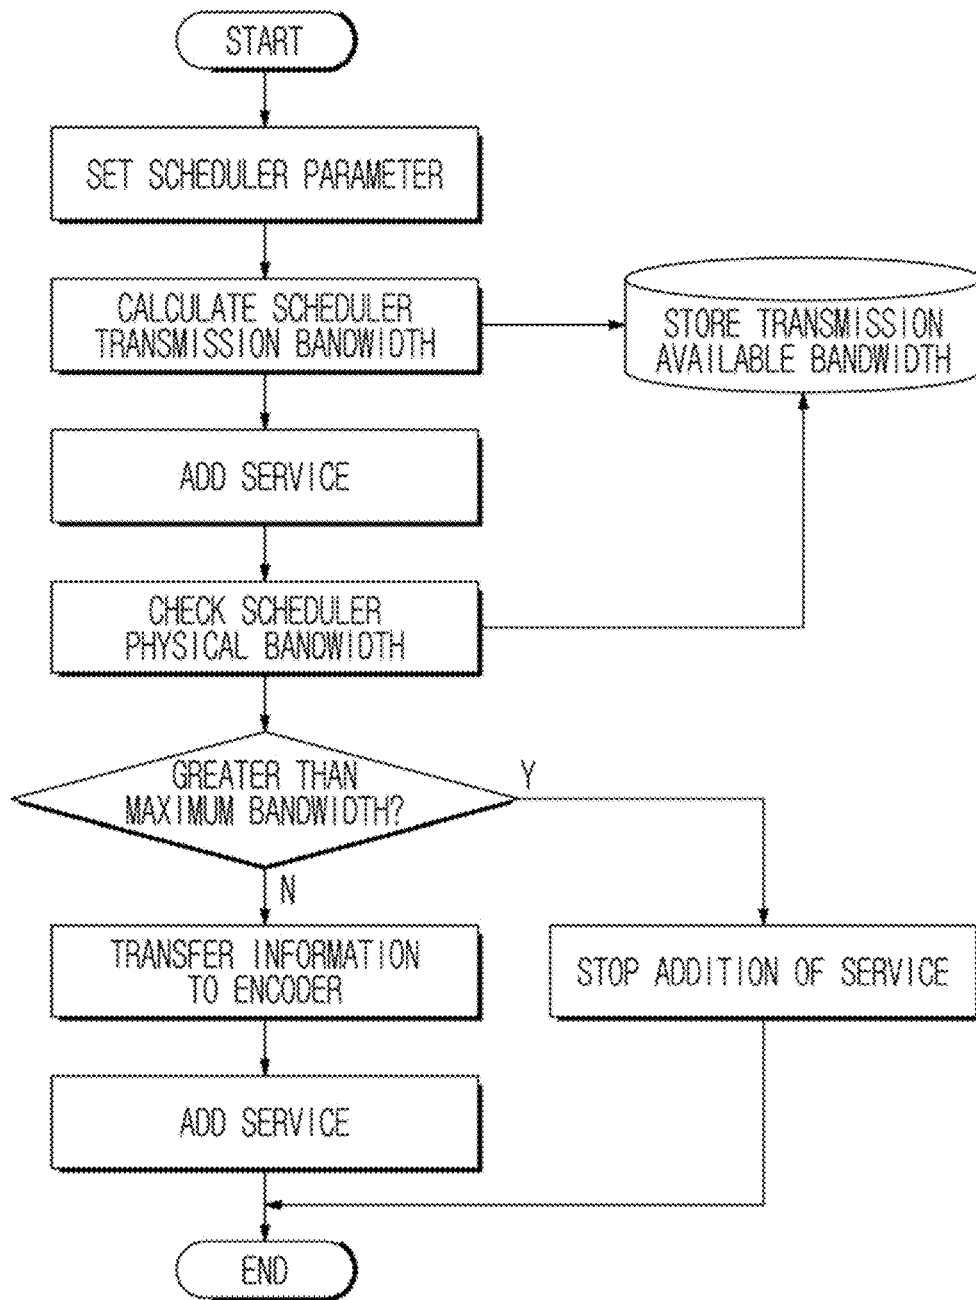 START
SET SCHEDULER PARAMETER
CALCULATE SCHEDULER
TRANSMISSION BANDWIDTH
STORE TRANSMISSION
AVAILABLE BANDWIDTH
ADD SERVICE
CHECK SCHEDULER
PHYSICAL BANDWIDTH
GREATER THAN
MAXIMUM BANDWIDTH?
Y
N
TRANSFER INFORMATION
TO ENCODER
STOP ADDITION OF SERVICE
ADD SERVICE
END